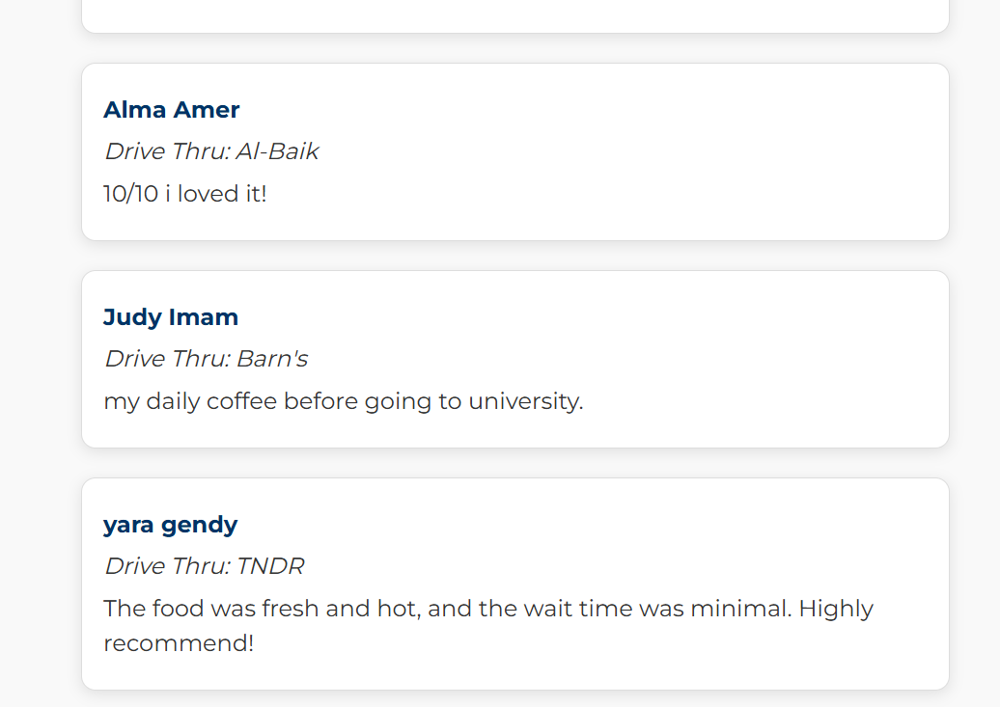 Alma Amer
Drive Thru: Al-Baik
10/10 i loved it!
Judy Imam
Drive Thru: Barn's
my daily coffee before going to university.
yara gendy
Drive Thru: TNDR
The food was fresh and hot, and the wait time was minimal. Highly
recommend!